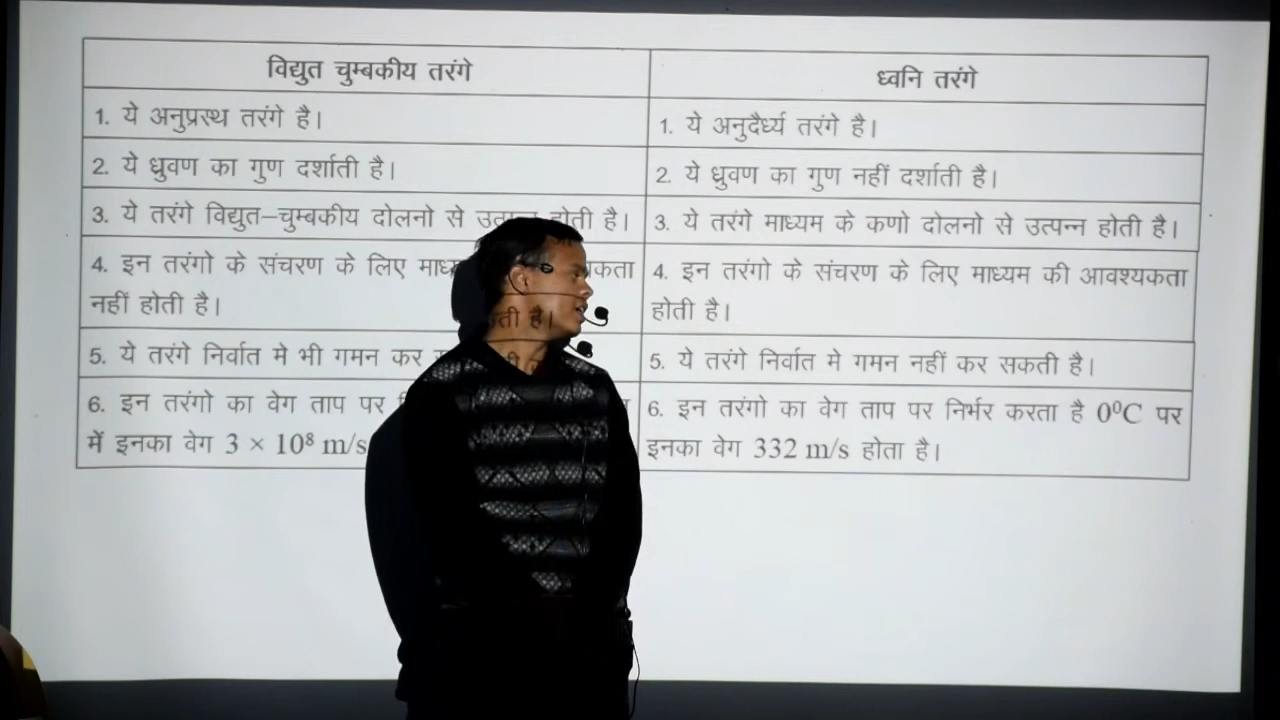 विद्युत चुम्बकीय तरंगे
ध्वनि तरंगे
1. ये अनुप्रस्थ तरंगे है।
1. ये अनुदैर्ध्य तरंगे है।
2. ये ध्रुवण का गुण दर्शाती है।
2. ये ध्रुवण का गुण नहीं दर्शाती है।
3. ये तरंगे विद्युत–चुम्बकीय दोलनो से उत्पन्न होती है।
3. ये तरंगे माध्यम के कणो दोलनो से उत्पन्न होती है।
4. इन तरंगो के संचरण के लिए
नहीं होती है।
4. इन तरंगो के संचरण के लिए माध्यम की आवश्यकता
होती है।
5. ये तरंगे निर्वात मे भी गमन कर
5. ये तरंगे निर्वात मे गमन नहीं कर सकती है।
6. इन तरंगो का वेग ताप पर
में इनका वेग 3 × 10⁸ m/s
6. इन तरंगो का वेग ताप पर निर्भर करता है 0⁰C पर
इनका वेग 332 m/s होता है।